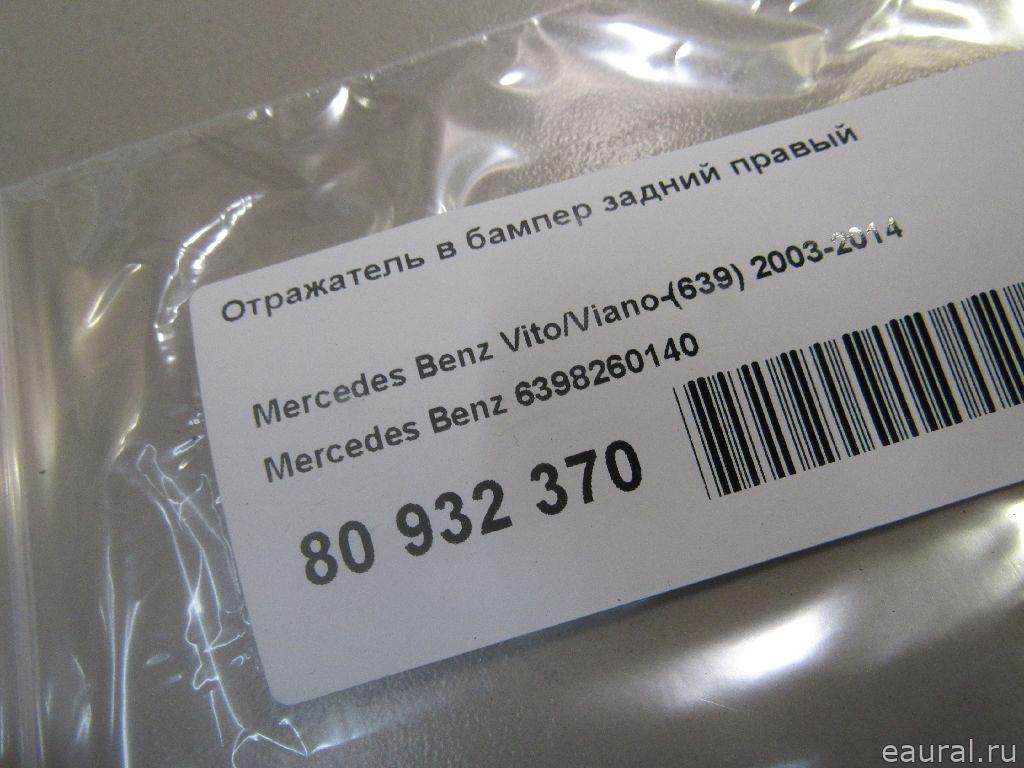 Отражатель в бампер задний правый
Mercedes Benz Vito/Viano-(639) 2003-2014
Mercedes Benz 6398260140
80 932 370
eaural.ru